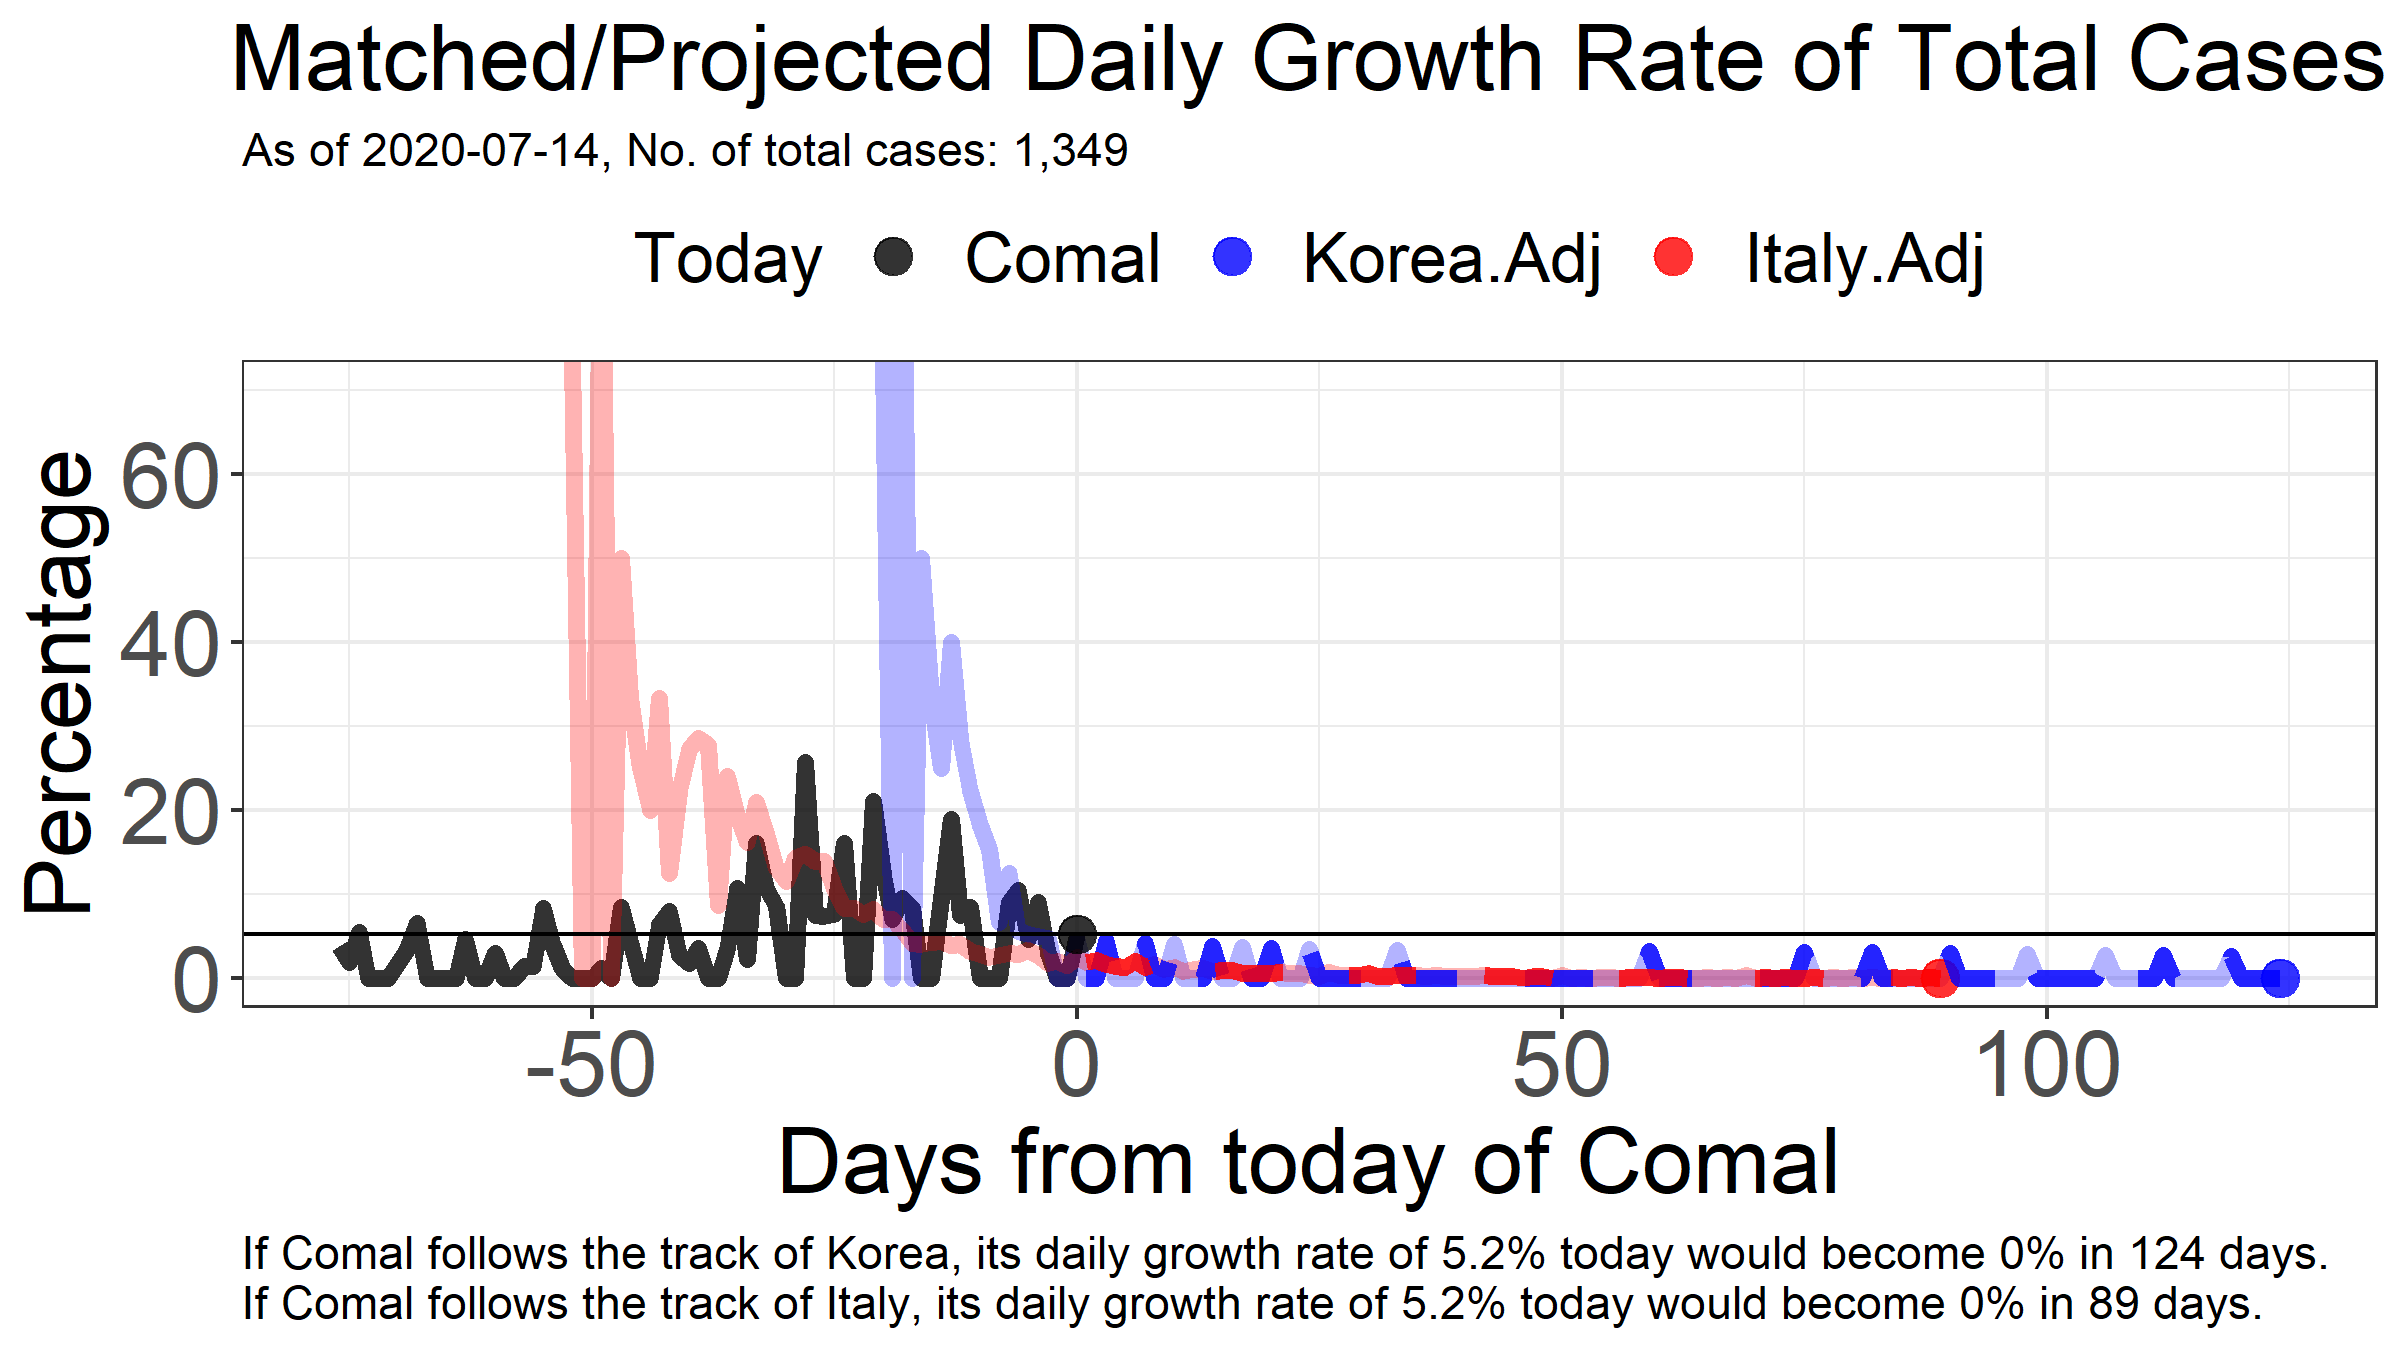 Matched/Projected Daily Growth Rate of Total Cases
As of 2020-07-14, No. of total cases: 1,349
Today Comal Korea.Adj Italy.Adj
Percentage
60
40
20
0
-50 0 50 100
Days from today of Comal
If Comal follows the track of Korea, its daily growth rate of 5.2% today would become 0% in 124 days.
If Comal follows the track of Italy, its daily growth rate of 5.2% today would become 0% in 89 days.